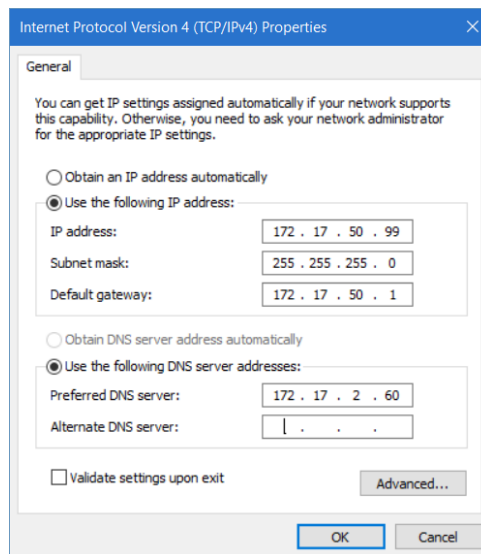 Internet Protocol Version 4 (TCP/IPv4) Properties
General
You can get IP settings assigned automatically if your network supports
this capability. Otherwise, you need to ask your network administrator
for the appropriate IP settings.
Obtain an IP address automatically
Use the following IP address:
IP address: 172 . 17 . 50 . 99
Subnet mask: 255 . 255 . 255 . 0
Default gateway: 172 . 17 . 50 . 1
Obtain DNS server address automatically
Use the following DNS server addresses:
Preferred DNS server: 172 . 17 . 2 . 60
Alternate DNS server: . . .
Validate settings upon exit
Advanced...
OK Cancel